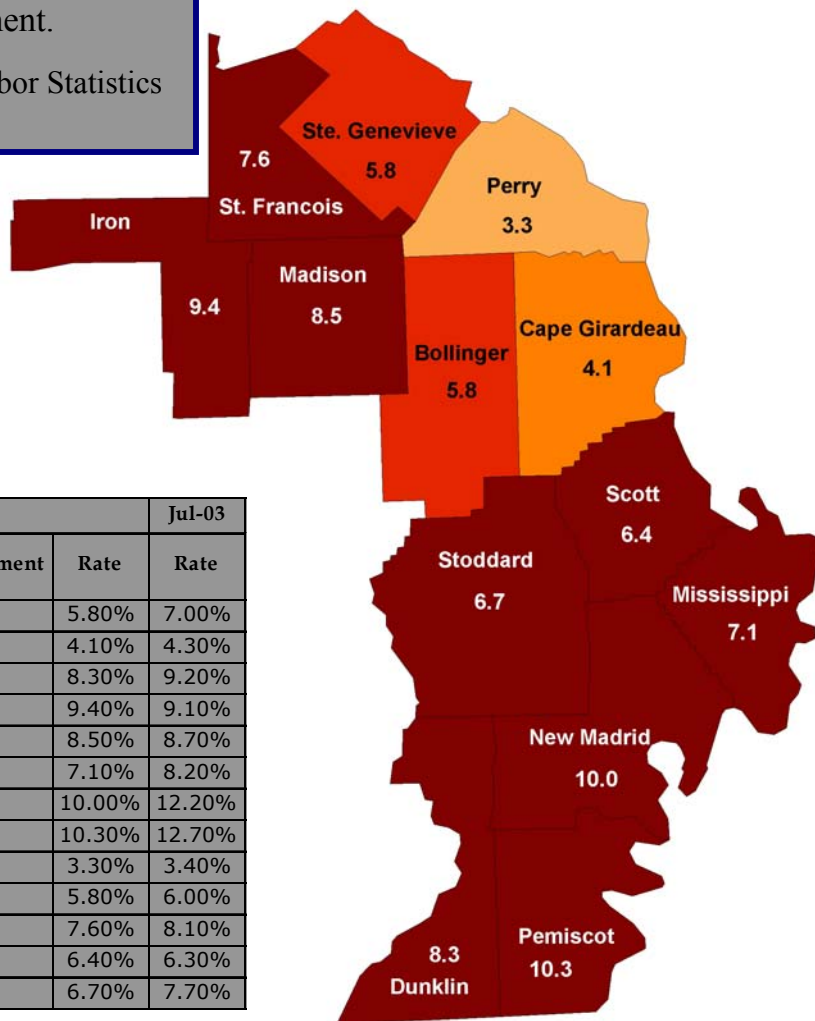 ent.
bor Statistics
Ste. Genevieve
5.8
7.6
St. Francois
Perry
3.3
Iron
9.4
Madison
8.5
Bollinger
5.8
Cape Girardeau
4.1
Scott
6.4
Stoddard
6.7
Mississippi
7.1
New Madrid
10.0
8.3
Dunklin
Pemiscot
10.3
Jul-03
ment Rate Rate
5.80% 7.00%
4.10% 4.30%
8.30% 9.20%
9.40% 9.10%
8.50% 8.70%
7.10% 8.20%
10.00% 12.20%
10.30% 12.70%
3.30% 3.40%
5.80% 6.00%
7.60% 8.10%
6.40% 6.30%
6.70% 7.70%